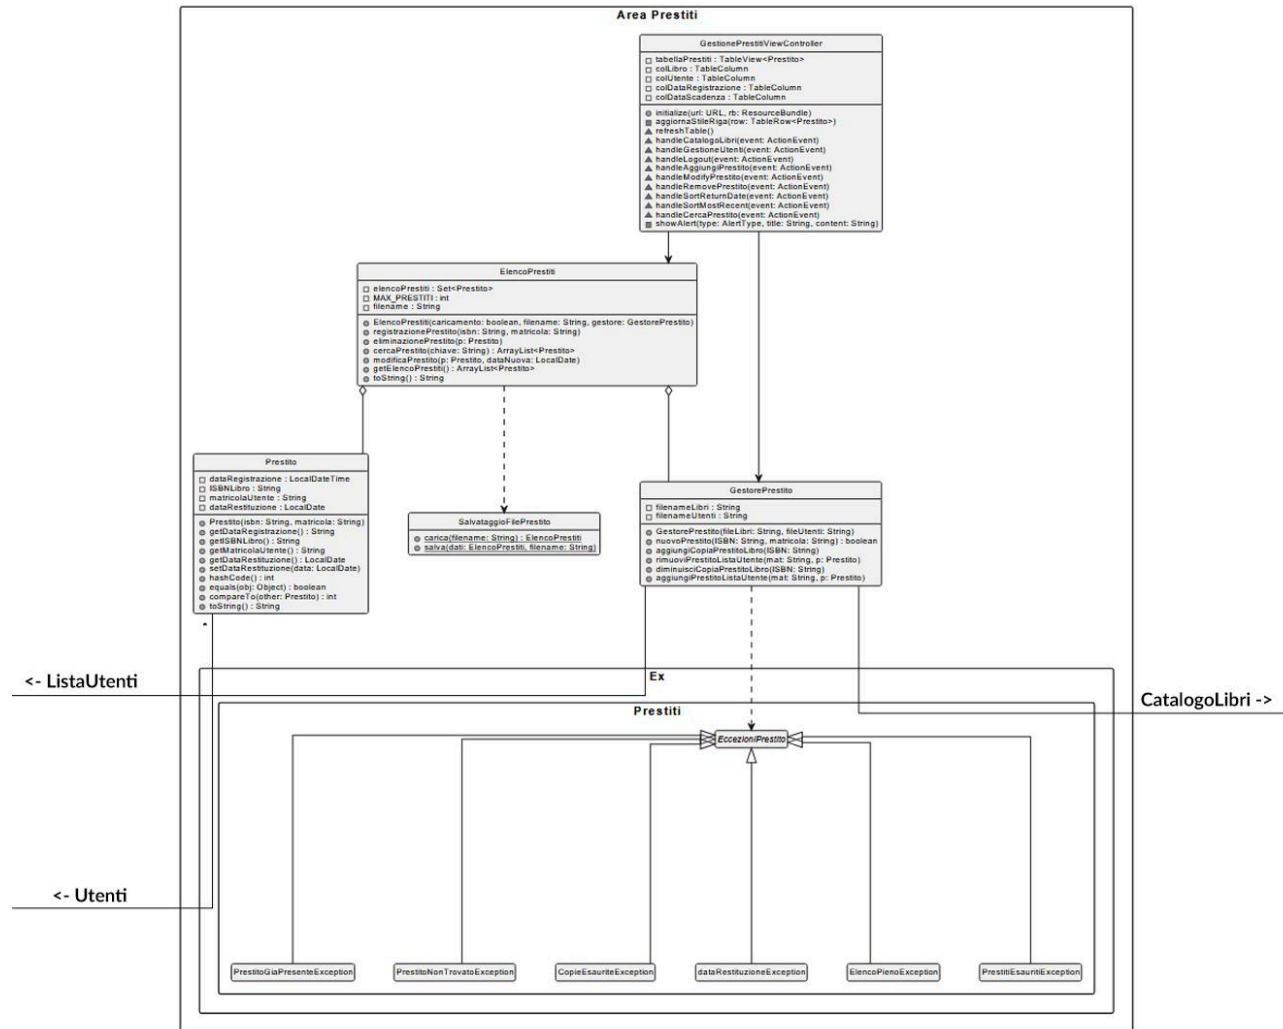 Area Prestiti
GestionePrestitiViewController
tabellaPrestiti : TableView<Prestito>
colLibro : TableColumn
colUtente : TableColumn
colDataRegistrazione : TableColumn
colDataScadenza : TableColumn
initialize(url: URL, rb: ResourceBundle)
aggiornaStileRiga(row: TableRow<Prestito>)
refreshTable()
handleCatalogoLibri(event: ActionEvent)
handleGestioneUtenti(event: ActionEvent)
handleLogout(event: ActionEvent)
handleAggiungiPrestito(event: ActionEvent)
handleModifyPrestito(event: ActionEvent)
handleRemovePrestito(event: ActionEvent)
handleSortReturnDate(event: ActionEvent)
handleSortMostRecent(event: ActionEvent)
handleCercaPrestito(event: ActionEvent)
showAlert(type: AlertType, title: String, content: String)
ElencoPrestiti
elencoPrestiti : Set<Prestito>
MAX_PRESTITI : int
filename : String
ElencoPrestiti(caricamento: boolean, filename: String, gestore: GestorePrestito)
registrazionePrestito(isbn: String, matricola: String)
eliminazionePrestito(p: Prestito)
cercaPrestito(chiave: String) : ArrayList<Prestito>
modificaPrestito(p: Prestito, dataNuova: LocalDate)
getElencoPrestiti() : ArrayList<Prestito>
toString() : String
Prestito
dataRegistrazione : LocalDateTime
ISBNLibro : String
matricolaUtente : String
dataRestituzione : LocalDate
Prestito(isbn: String, matricola: String)
getDataRegistrazione() : String
getISBNLibro() : String
getMatricolaUtente() : String
getDataRestituzione() : LocalDate
setDataRestituzione(data: LocalDate)
hashCode() : int
equals(obj: Object) : boolean
compareTo(other: Prestito) : int
toString() : String
SalvataggioFilePrestito
carica(filename: String) : ElencoPrestiti
salva(dati: ElencoPrestiti, filename: String)
GestorePrestito
filenameLibri : String
filenameUtenti : String
GestorePrestito(fileLibri: String, fileUtenti: String)
nuovoPrestito(ISBN: String, matricola: String) : boolean
aggiungiCopiaPrestitoLibro(ISBN: String)
rimuoviPrestitoListaUtente(mat: String, p: Prestito)
diminuisciCopiaPrestitoLibro(ISBN: String)
aggiungiPrestitoListaUtente(mat: String, p: Prestito)
*
<- ListaUtenti
Ex
CatalogoLibri ->
Prestiti
EccezioniPrestito
<- Utenti
PrestitoGiaPresenteException
PrestitoNonTrovatoException
CopieEsauriteException
dataRestituzioneException
ElencoPienoException
PrestitiEsauritiException